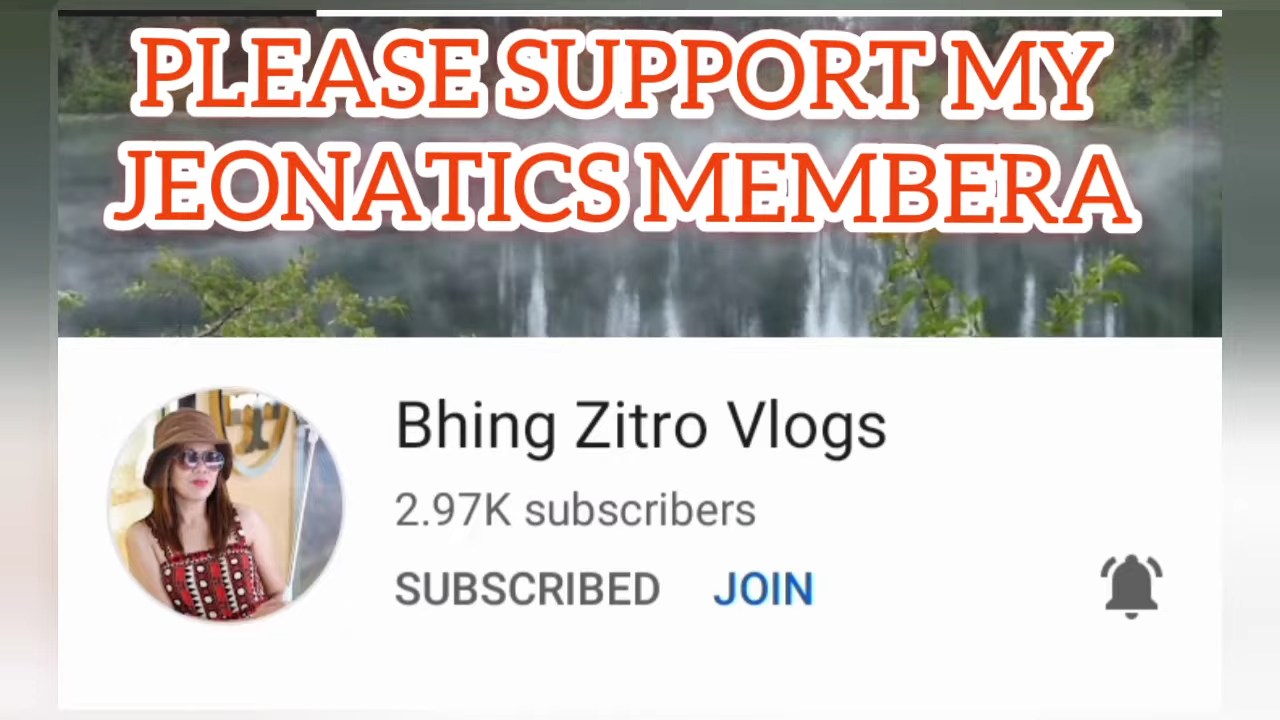 PLEASE SUPPORT MY
JEONATICS MEMBERA
Bhing Zitro Vlogs
2.97K subscribers
SUBSCRIBED JOIN